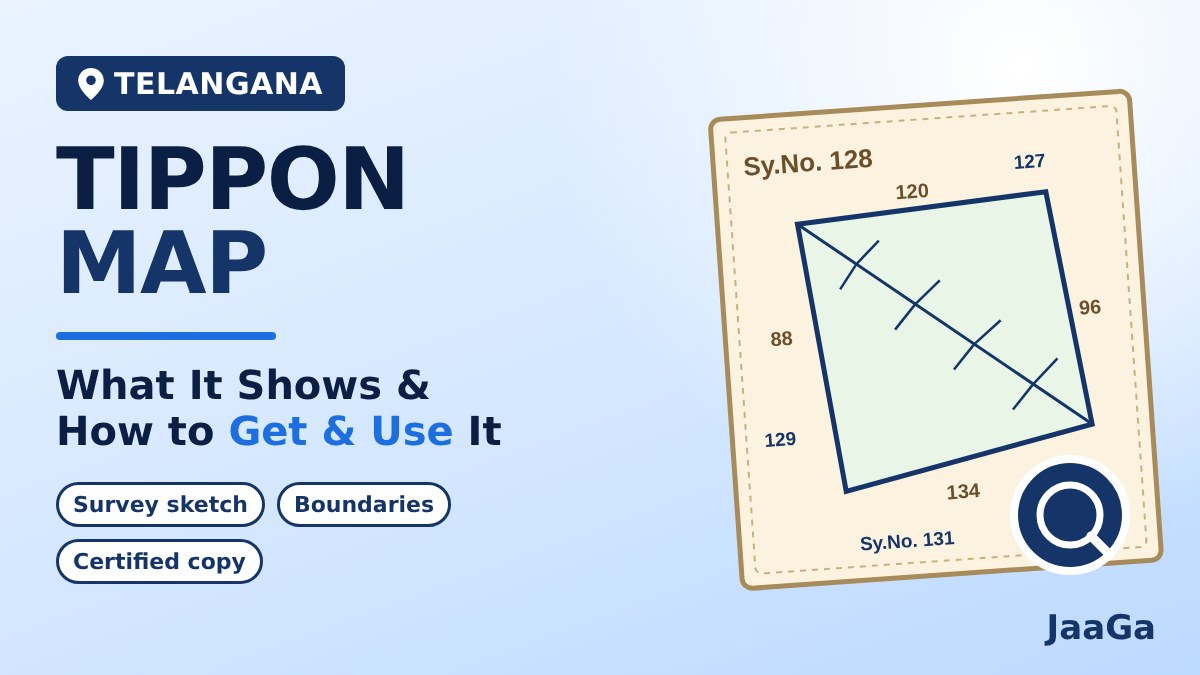 TELANGANA
TIPPON
MAP
What It Shows &
How to Get & Use It
Survey sketch
Boundaries
Certified copy
Sy.No. 128
127
120
96
88
129
134
Sy.No. 131
JaaGa